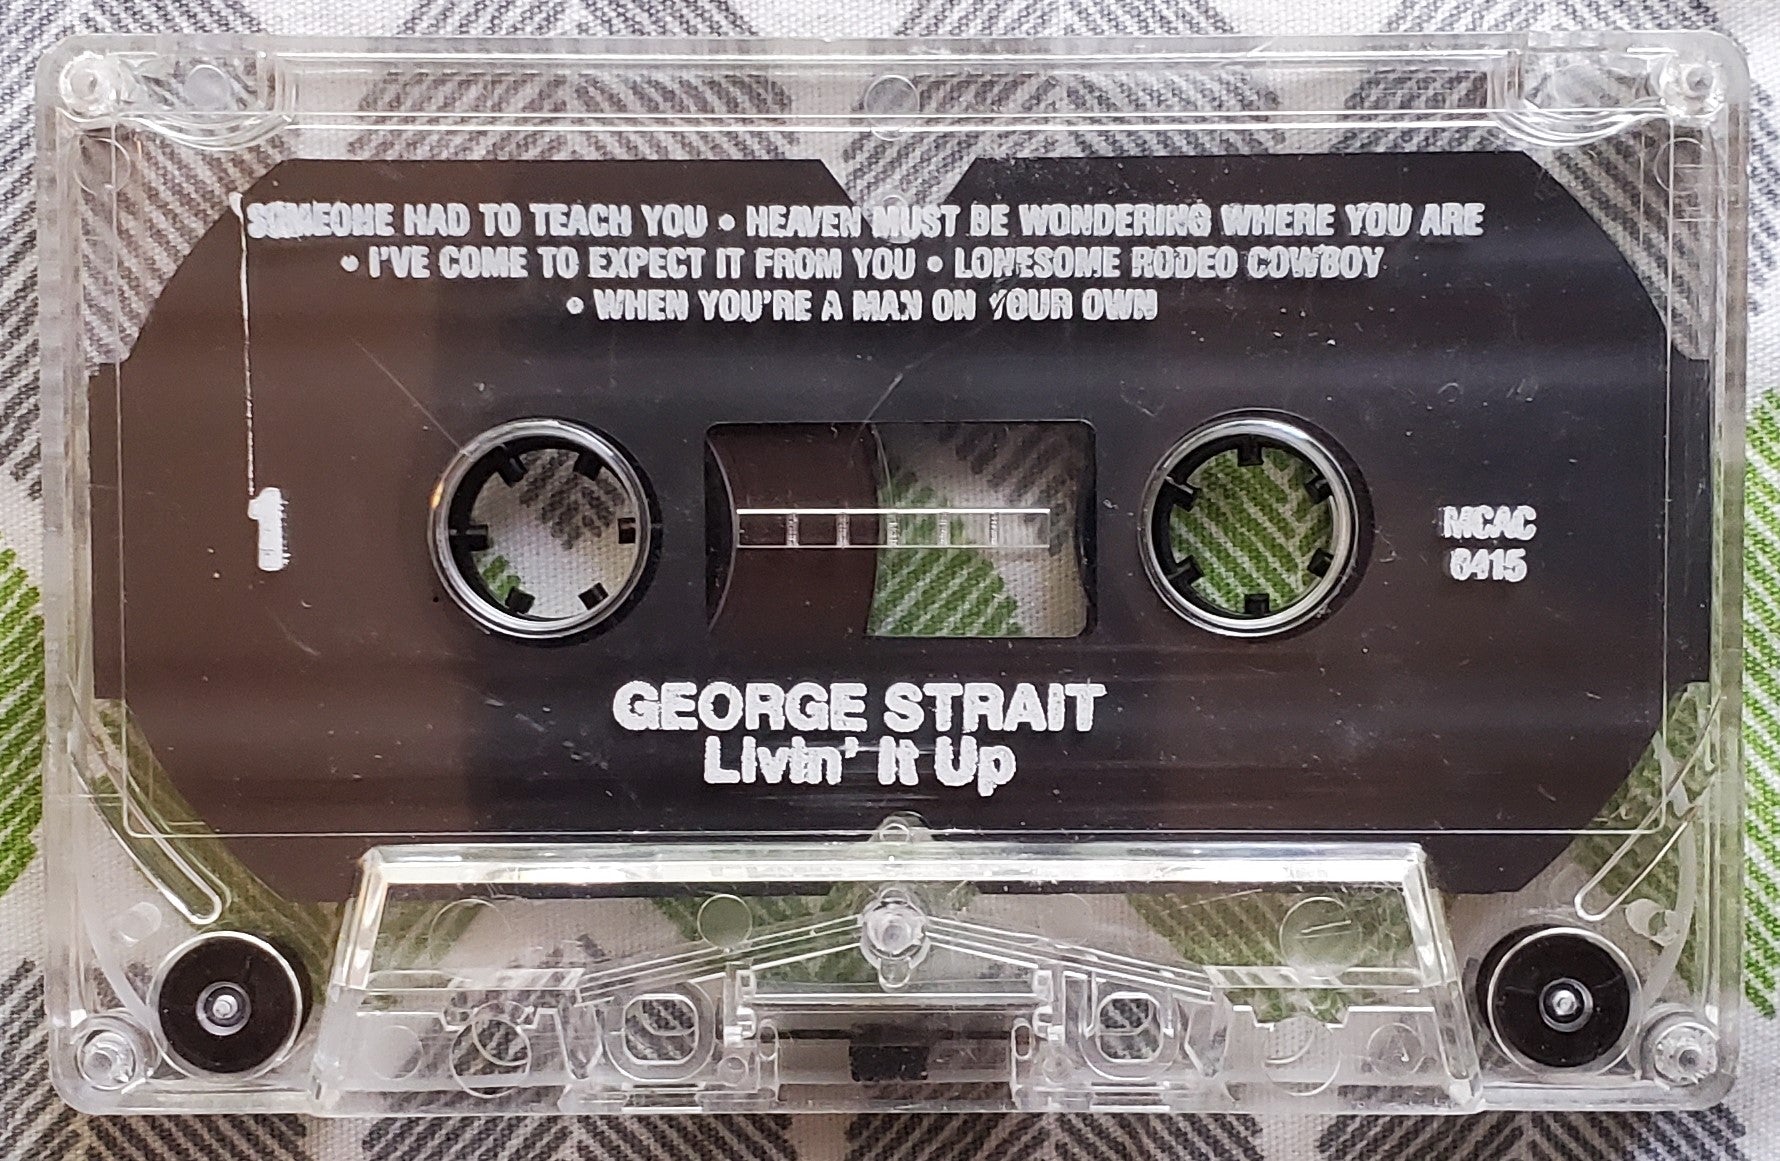 SOMEONE HAD TO TEACH YOU • HEAVEN MUST BE WONDERING WHERE YOU ARE
• I'VE COME TO EXPECT IT FROM YOU • LONESOME RODEO COWBOY
• WHEN YOU'RE A MAN ON YOUR OWN
1
MCAC
6415
GEORGE STRAIT
Livin' It Up